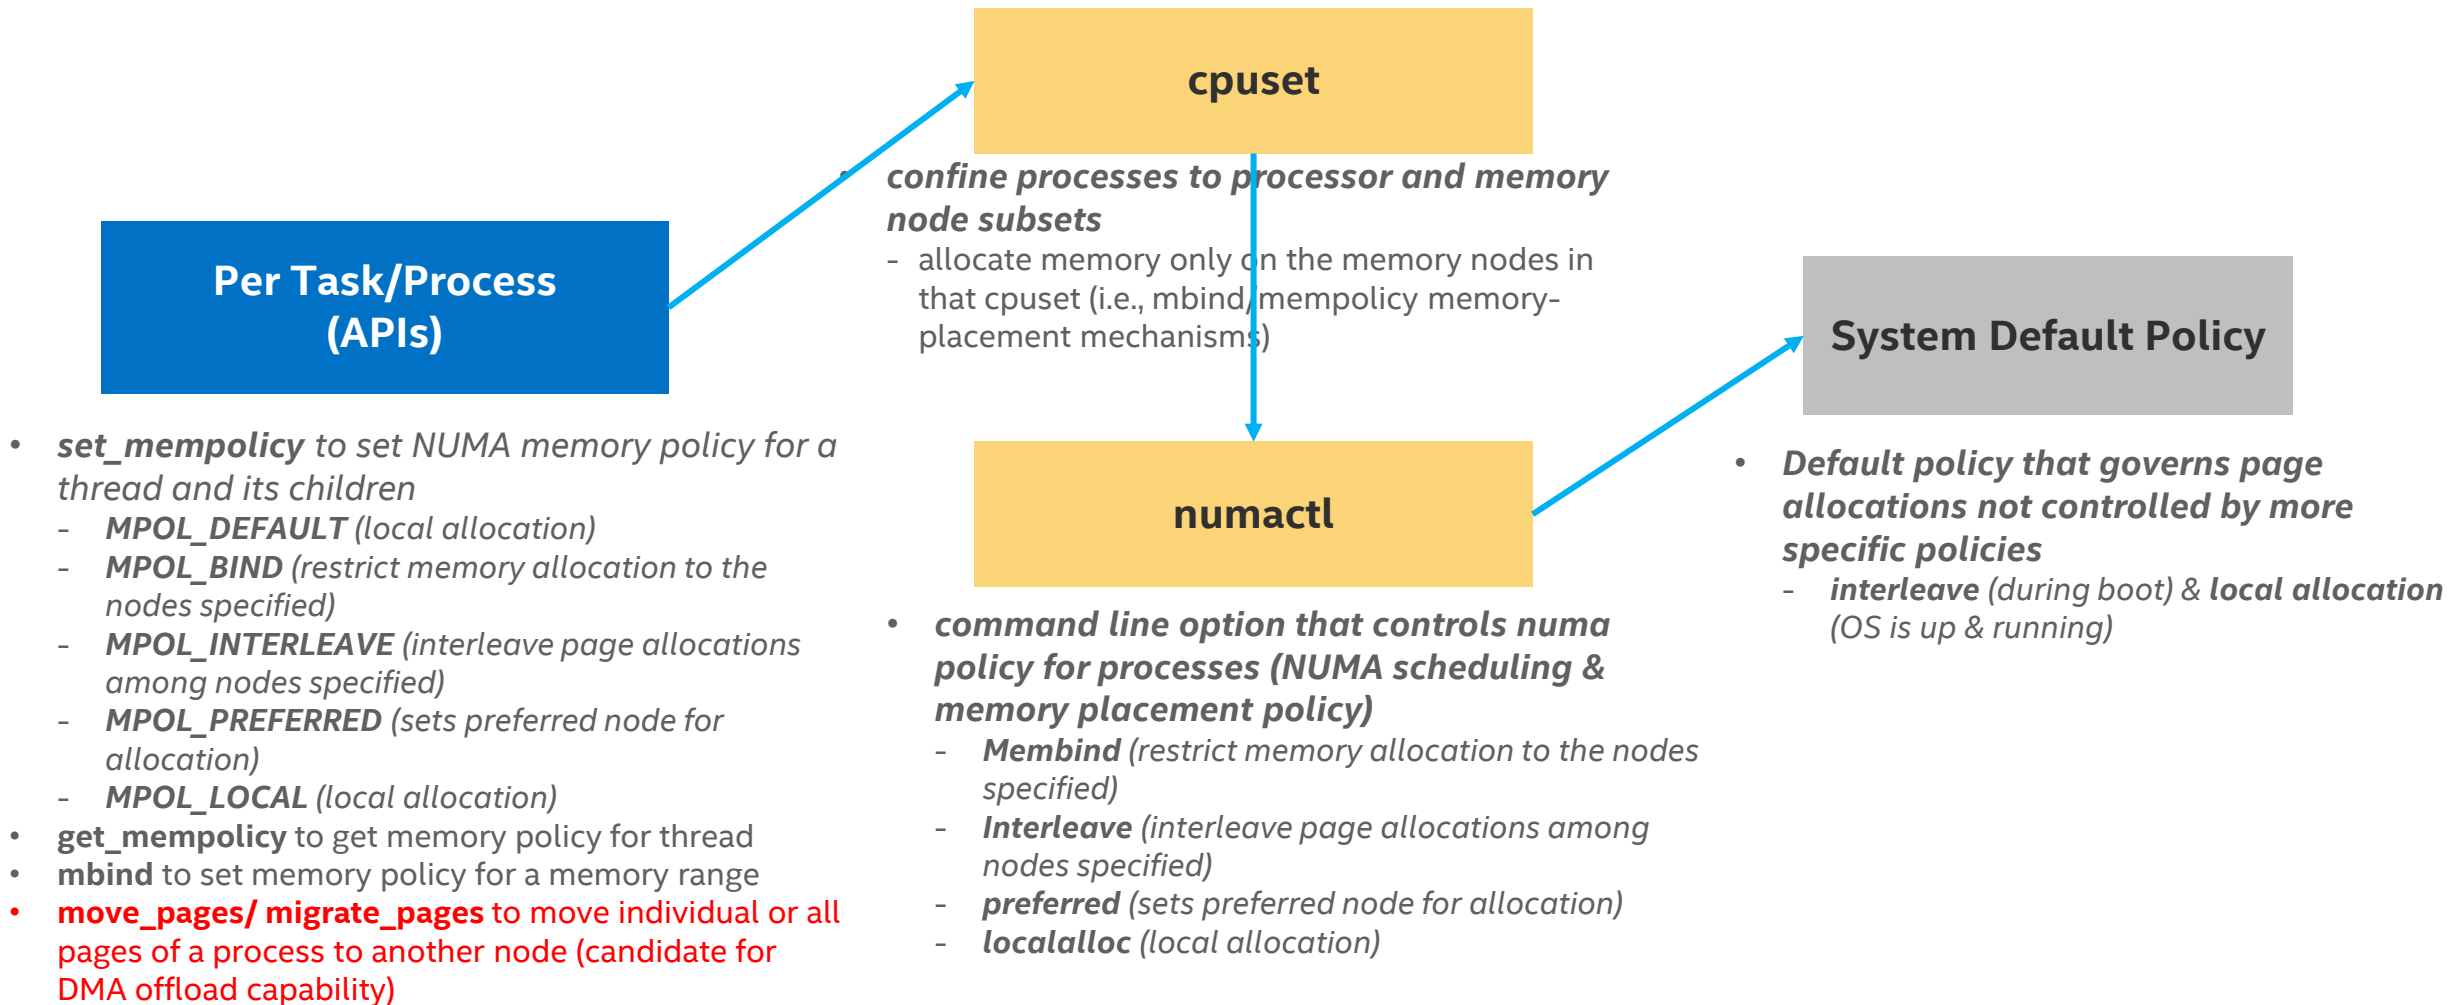 cpuset
• confine processes to processor and memory
node subsets
- allocate memory only on the memory nodes in
that cpuset (i.e., mbind/mempolicy memory-
placement mechanisms)
Per Task/Process
(APIs)
• set_mempolicy to set NUMA memory policy for a
thread and its children
- MPOL_DEFAULT (local allocation)
- MPOL_BIND (restrict memory allocation to the
nodes specified)
- MPOL_INTERLEAVE (interleave page allocations
among nodes specified)
- MPOL_PREFERRED (sets preferred node for
allocation)
- MPOL_LOCAL (local allocation)
• get_mempolicy to get memory policy for thread
• mbind to set memory policy for a memory range
• move_pages/ migrate_pages to move individual or all
pages of a process to another node (candidate for
DMA offload capability)
numactl
• command line option that controls numa
policy for processes (NUMA scheduling &
memory placement policy)
- Membind (restrict memory allocation to the nodes
specified)
- Interleave (interleave page allocations among
nodes specified)
- preferred (sets preferred node for allocation)
- localalloc (local allocation)
System Default Policy
• Default policy that governs page
allocations not controlled by more
specific policies
- interleave (during boot) & local allocation
(OS is up & running)